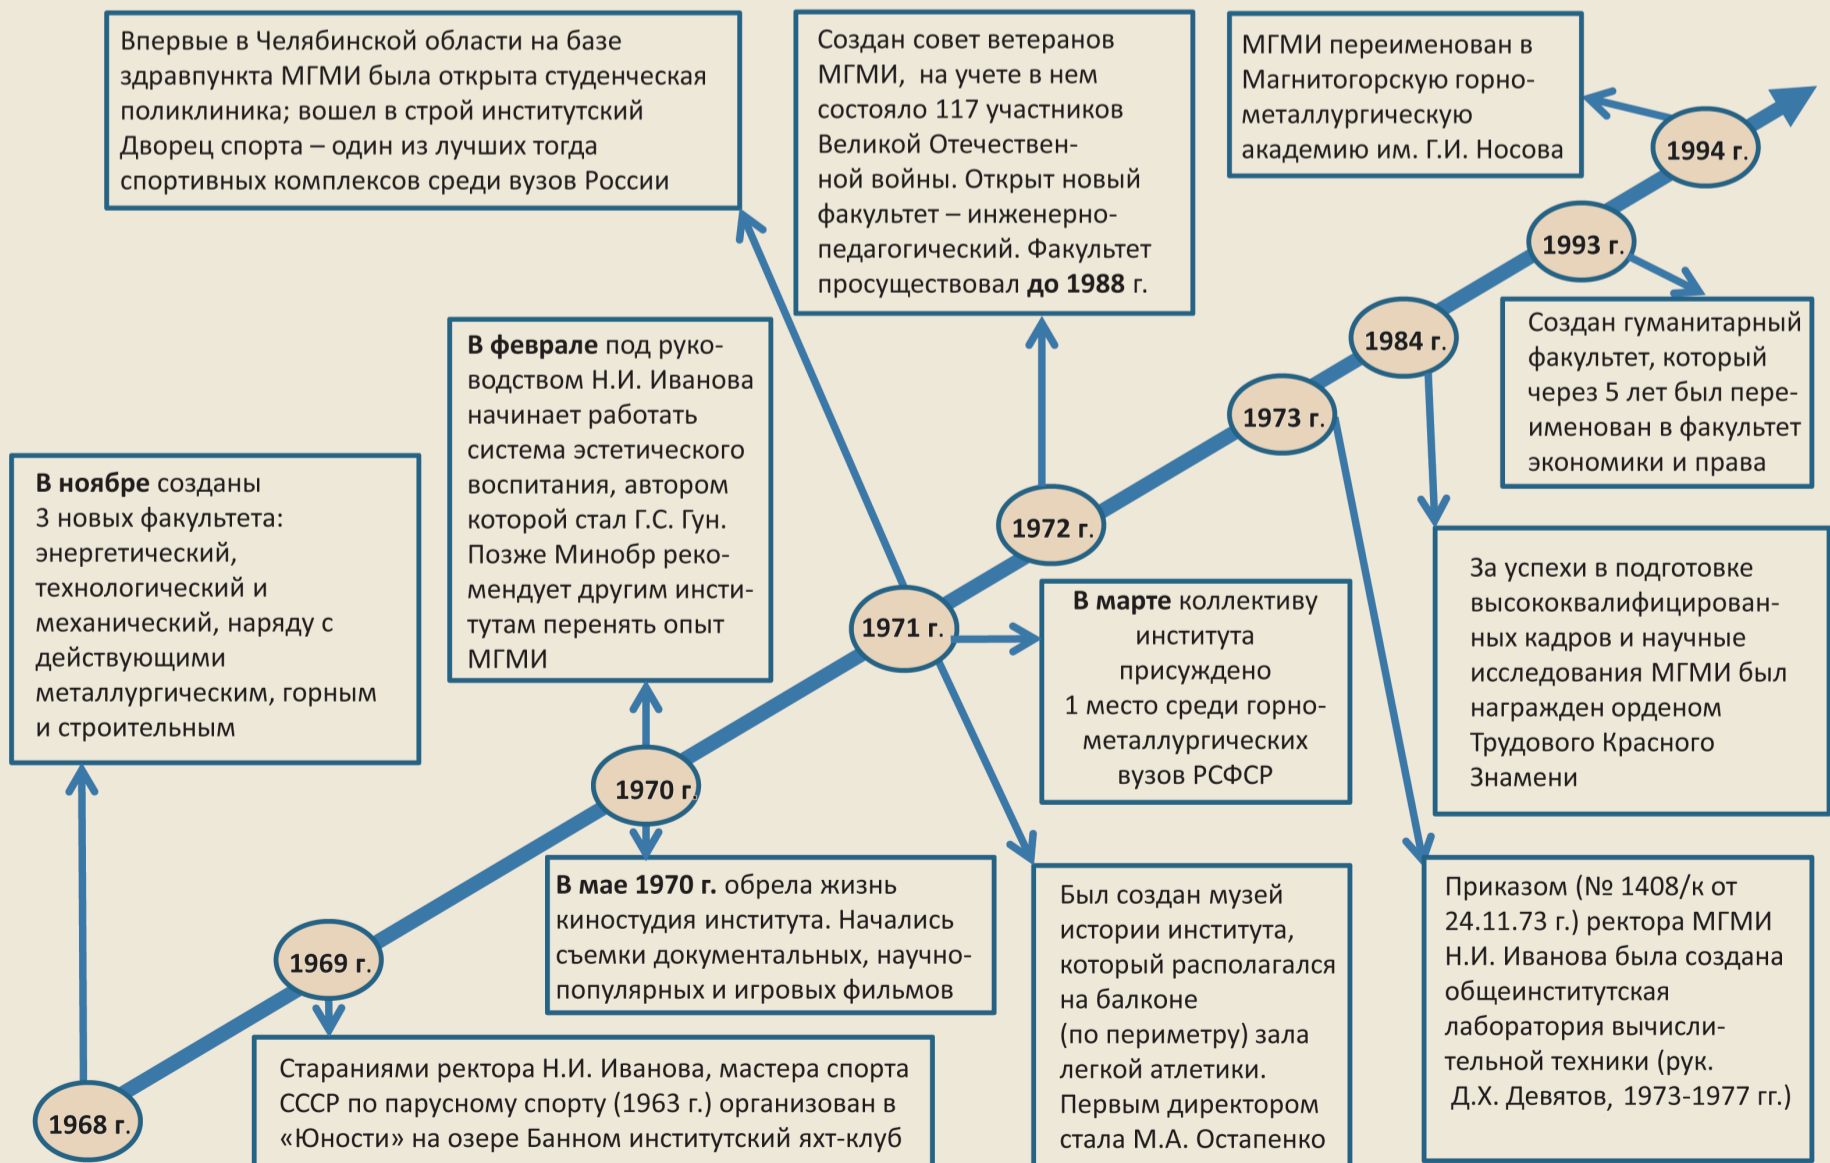 Впервые в Челябинской области на базе
здравпункта МГМИ была открыта студенческая
поликлиника; вошел в строй институтский
Дворец спорта – один из лучших тогда
спортивных комплексов среди вузов России
Создан совет ветеранов
МГМИ, на учете в нем
состояло 117 участников
Великой Отечествен-
ной войны. Открыт новый
факультет – инженерно-
педагогический. Факультет
просуществовал до 1988 г.
МГМИ переименован в
Магнитогорскую горно-
металлургическую
академию им. Г.И. Носова
1994 г.
1993 г.
Создан гуманитарный
факультет, который
через 5 лет был пере-
именован в факультет
экономики и права
1984 г.
1973 г.
В феврале под руко-
водством Н.И. Иванова
начинает работать
система эстетического
воспитания, автором
которой стал Г.С. Гун.
Позже Минобр реко-
мендует другим инсти-
тутам перенять опыт
МГМИ
В ноябре созданы
3 новых факультета:
энергетический,
технологический и
механический, наряду с
действующими
металлургическим, горным
и строительным
1972 г.
За успехи в подготовке
высококвалифицирован-
ных кадров и научные
исследования МГМИ был
награжден орденом
Трудового Красного
Знамени
1971 г.
В марте коллективу
института
присуждено
1 место среди горно-
металлургических
вузов РСФСР
1970 г.
В мае 1970 г. обрела жизнь
киностудия института. Начались
съемки документальных, научно-
популярных и игровых фильмов
Был создан музей
истории института,
который располагался
на балконе
(по периметру) зала
легкой атлетики.
Первым директором
стала М.А. Остапенко
Приказом (№ 1408/к от
24.11.73 г.) ректора МГМИ
Н.И. Иванова была создана
общеинститутская
лаборатория вычисли-
тельной техники (рук.
Д.Х. Девятов, 1973-1977 гг.)
1969 г.
Стараниями ректора Н.И. Иванова, мастера спорта
СССР по парусному спорту (1963 г.) организован в
«Юности» на озере Банном институтский яхт-клуб
1968 г.